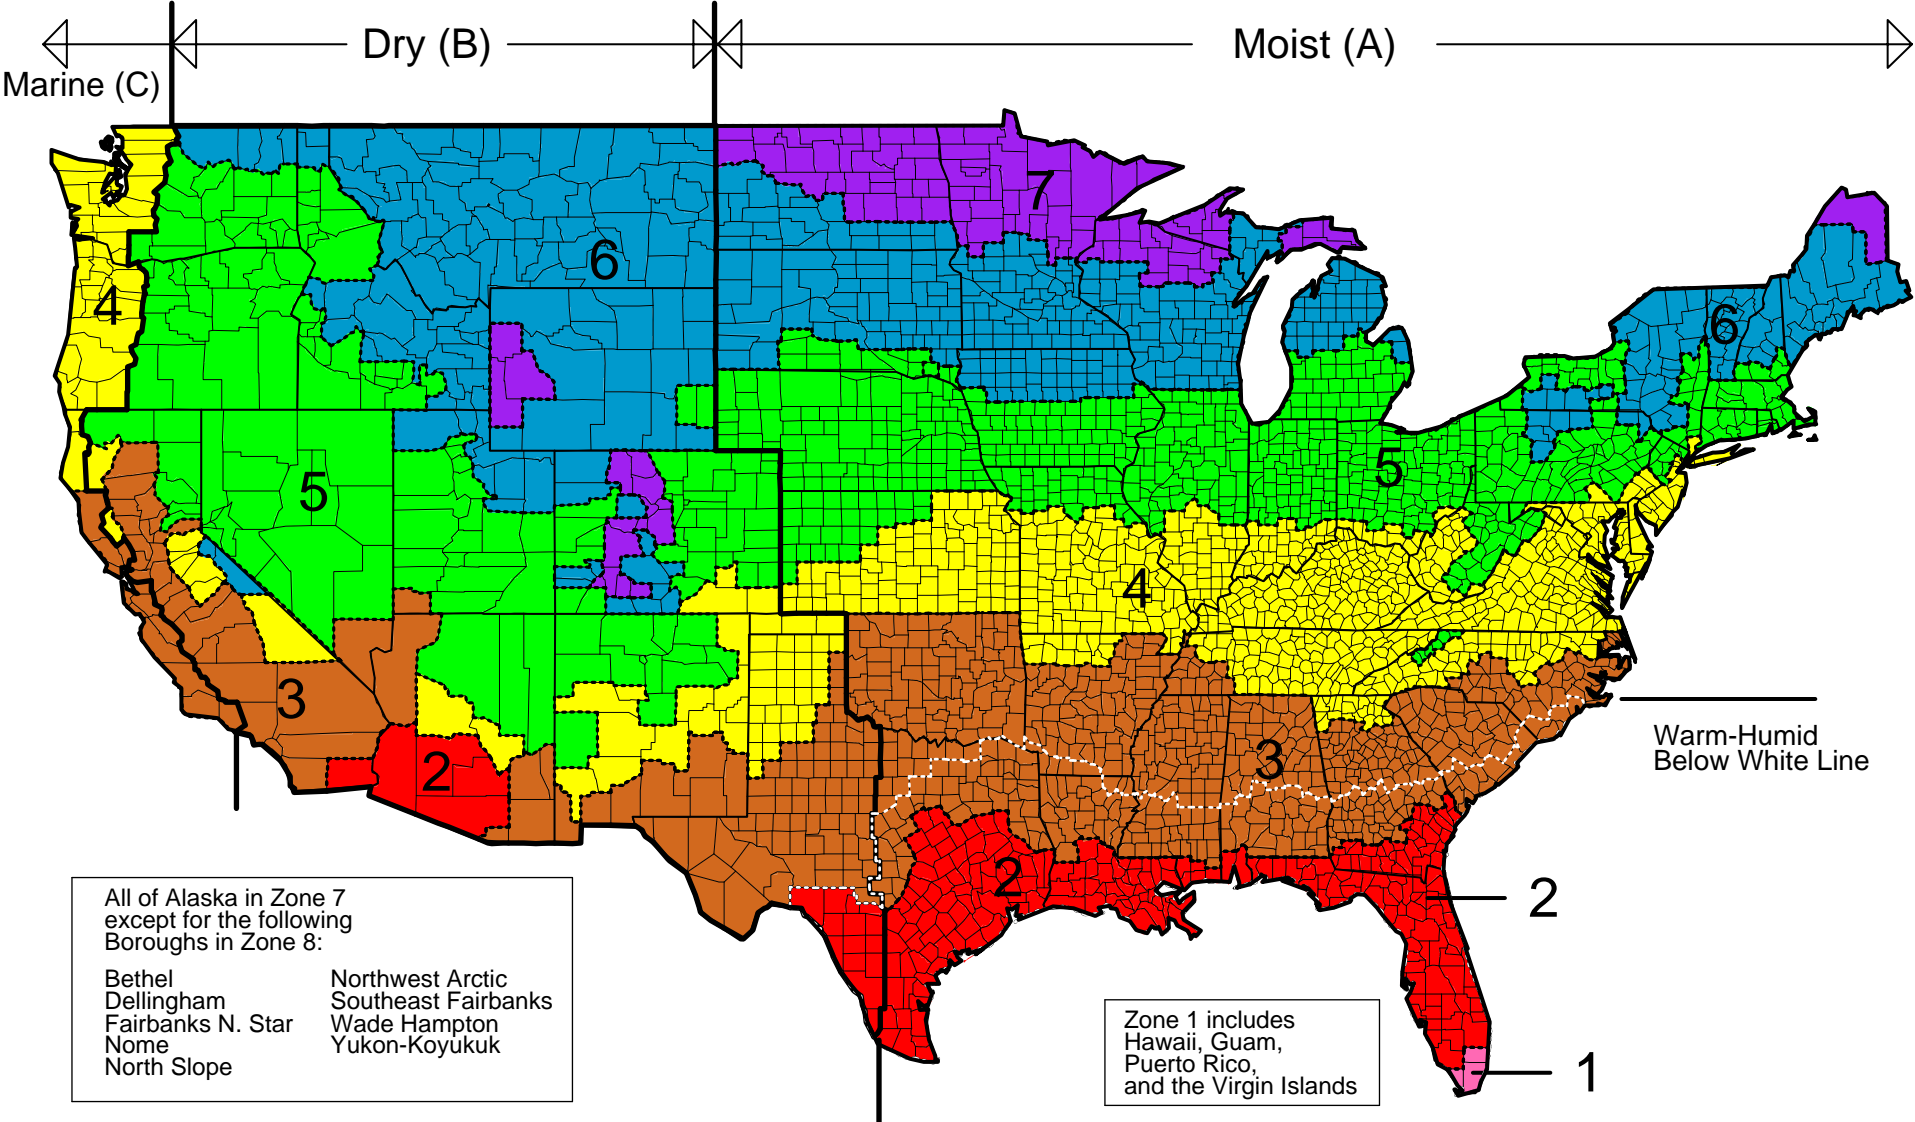 Dry (B)
Moist (A)
Marine (C)
7
6
4
6
5
5
4
3
3
2
2
Warm-Humid
Below White Line
2
1
All of Alaska in Zone 7
except for the following
Boroughs in Zone 8:
Bethel
Dellingham
Fairbanks N. Star
Nome
North Slope
Northwest Arctic
Southeast Fairbanks
Wade Hampton
Yukon-Koyukuk
Zone 1 includes
Hawaii, Guam,
Puerto Rico,
and the Virgin Islands